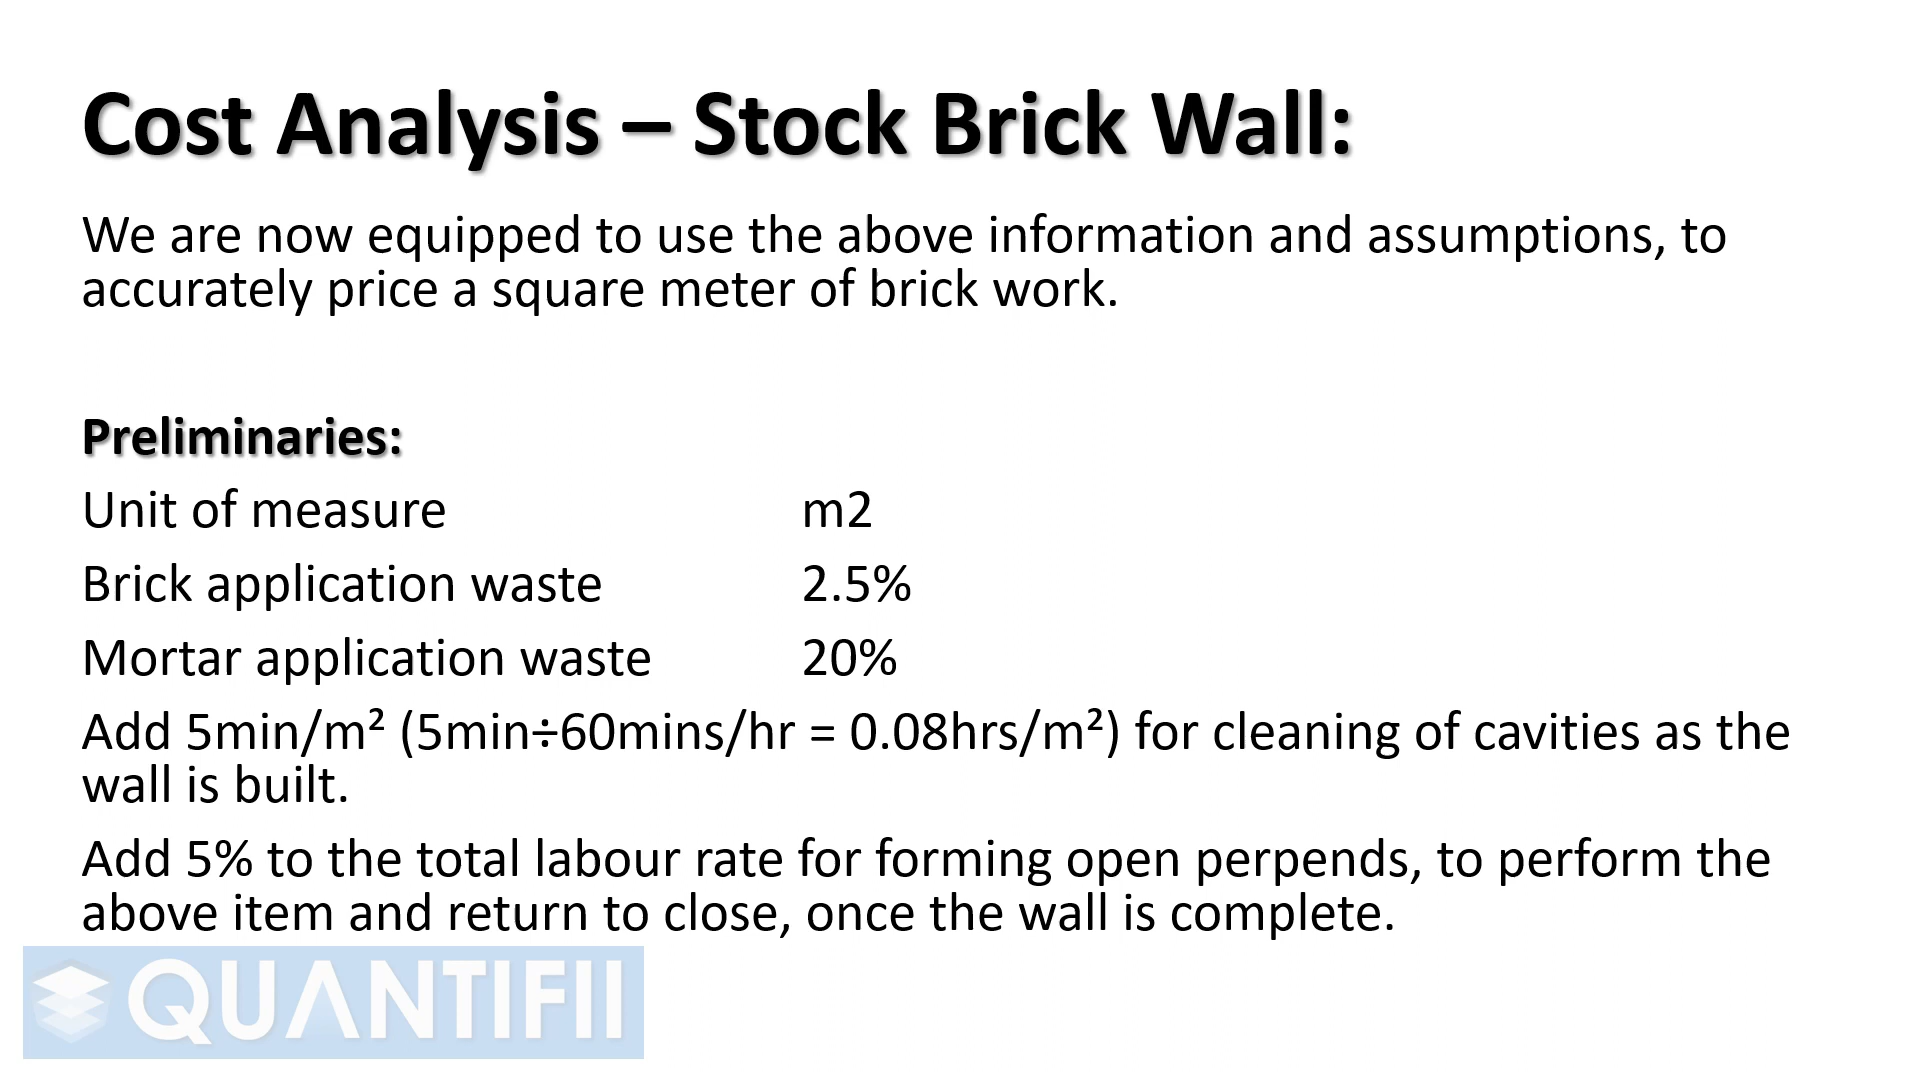 Cost Analysis – Stock Brick Wall:
We are now equipped to use the above information and assumptions, to
accurately price a square meter of brick work.
Preliminaries:
Unit of measure m2
Brick application waste 2.5%
Mortar application waste 20%
Add 5min/m² (5min÷60mins/hr = 0.08hrs/m²) for cleaning of cavities as the
wall is built.
Add 5% to the total labour rate for forming open perpends, to perform the
above item and return to close, once the wall is complete.
QUANTIFII